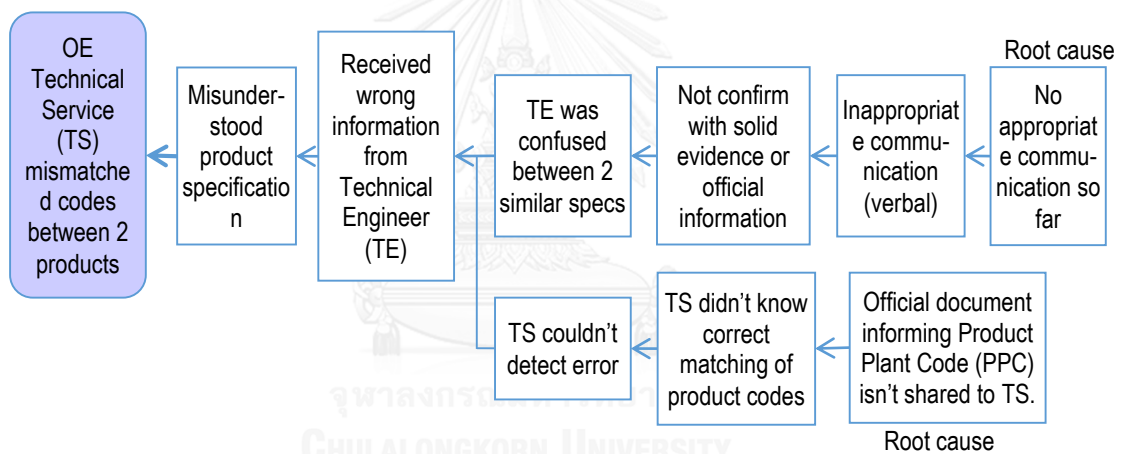 OE
Technical
Service
(TS)
mismatche
d codes
between 2
products
Misunder-
stood
product
specificatio
n
Received
wrong
information
from
Technical
Engineer
(TE)
TE was
confused
between 2
similar specs
Not confirm
with solid
evidence or
official
information
Inappropriat
e commu-
nication
(verbal)
Root cause
No
appropriat
e commu-
nication so
far
TS couldn’t
detect error
TS didn’t know
correct
matching of
product codes
Official document
informing Product
Plant Code (PPC)
isn’t shared to TS.
Root cause
CHULALONGKORN UNIVERSITY